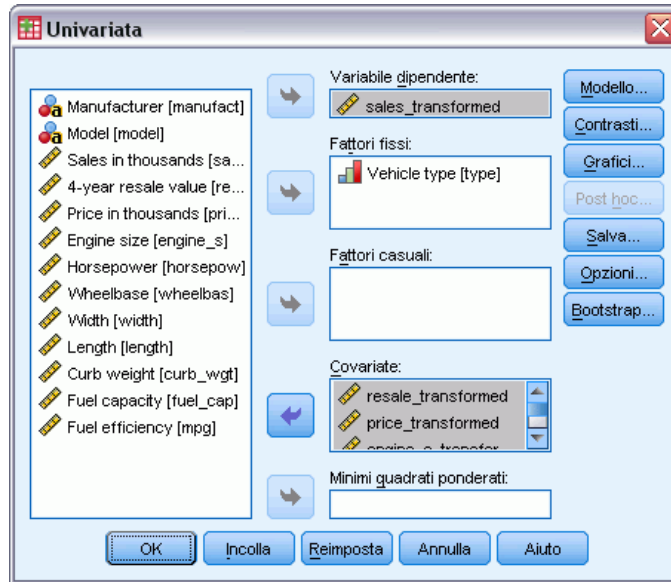 Univariata
Manufacturer [manufact]
Model [model]
Sales in thousands [sa...
4-year resale value [re...
Price in thousands [pri...
Engine size [engine_s]
Horsepower [horsepow]
Wheelbase [wheelbas]
Width [width]
Length [length]
Curb weight [curb_wgt]
Fuel capacity [fuel_cap]
Fuel efficiency [mpg]
Variabile dipendente:
sales_transformed
Fattori fissi:
Vehicle type [type]
Fattori casuali:
Covariate:
resale_transformed
price_transformed
Minimi quadrati ponderati:
Modello...
Contrasti...
Grafici...
Post hoc...
Salva...
Opzioni...
Bootstrap...
OK
Incolla
Reimposta
Annulla
Aiuto